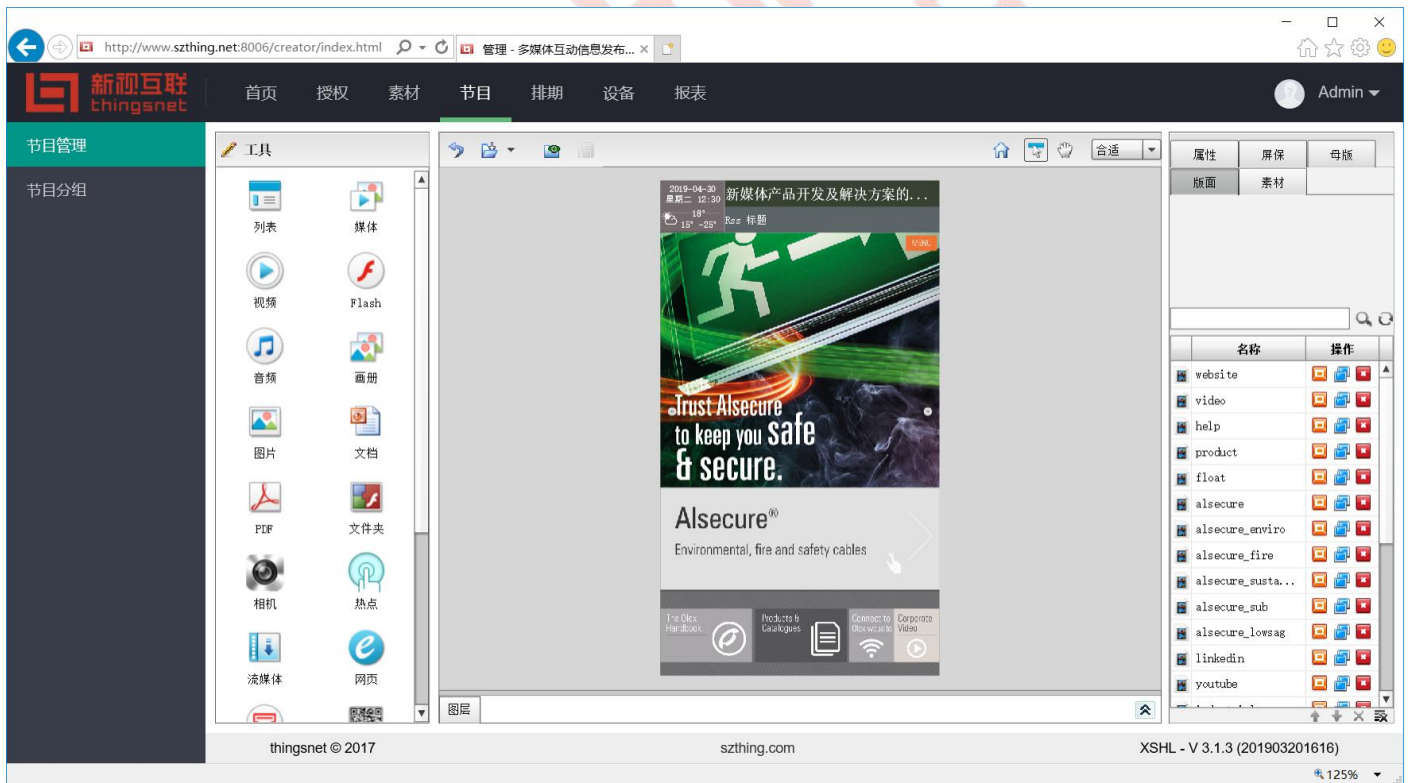 http://www.szthing.net:8006/creator/index.html
管理 - 多媒体互动信息发布...
新视互联
thingsnet
首页 授权 素材 节目 排期 设备 报表
Admin
节目管理
节目分组
工具
列表 媒体
视频 Flash
音频 画册
图片 文档
PDF 文件夹
相机 热点
流媒体 网页
合适
2019-04-30
星期二 12:30
18°
15° -25°
新媒体产品开发及解决方案的...
Rss 标题
MENU
Trust Alsecure
to keep you safe
& secure.
Alsecure®
Environmental, fire and safety cables
The Olex
Handbook
Products &
Catalogues
Connect to
Olex website
Corporate
Video
图层
属性 屏保 母版
版面 素材
名称 操作
website
video
help
product
float
alsecure
alsecure_enviro
alsecure_fire
alsecure_susta...
alsecure_sub
alsecure_lowsag
linkedin
youtube
thingsnet © 2017
szthing.com
XSHL - V 3.1.3 (201903201616)
125%